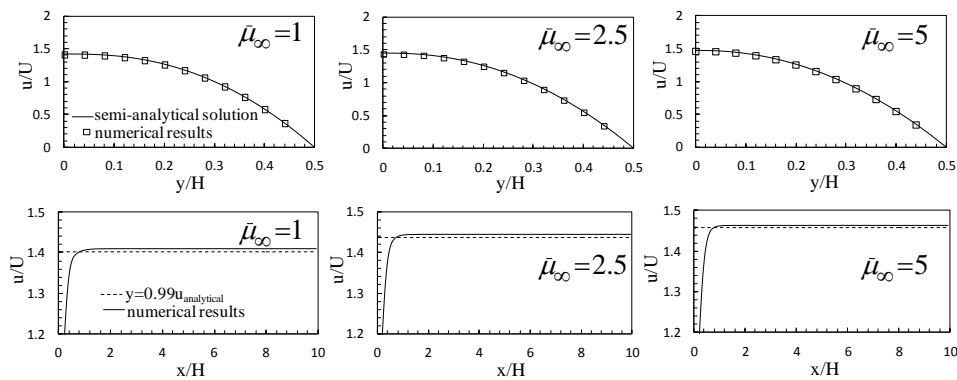 2
1.5
1
0.5
0
u/U
μ̄∞=1
semi-analytical solution
numerical results
0 0.1 0.2 0.3 0.4 0.5
y/H
2
1.5
1
0.5
0
u/U
μ̄∞=2.5
0 0.1 0.2 0.3 0.4 0.5
y/H
2
1.5
1
0.5
0
u/U
μ̄∞=5
0 0.1 0.2 0.3 0.4 0.5
y/H
1.5
1.4
1.3
1.2
u/U
μ̄∞=1
y=0.99uanalytical
numerical results
0 2 4 6 8 10
x/H
1.5
1.4
1.3
1.2
u/U
μ̄∞=2.5
0 2 4 6 8 10
x/H
1.5
1.4
1.3
1.2
u/U
μ̄∞=5
0 2 4 6 8 10
x/H